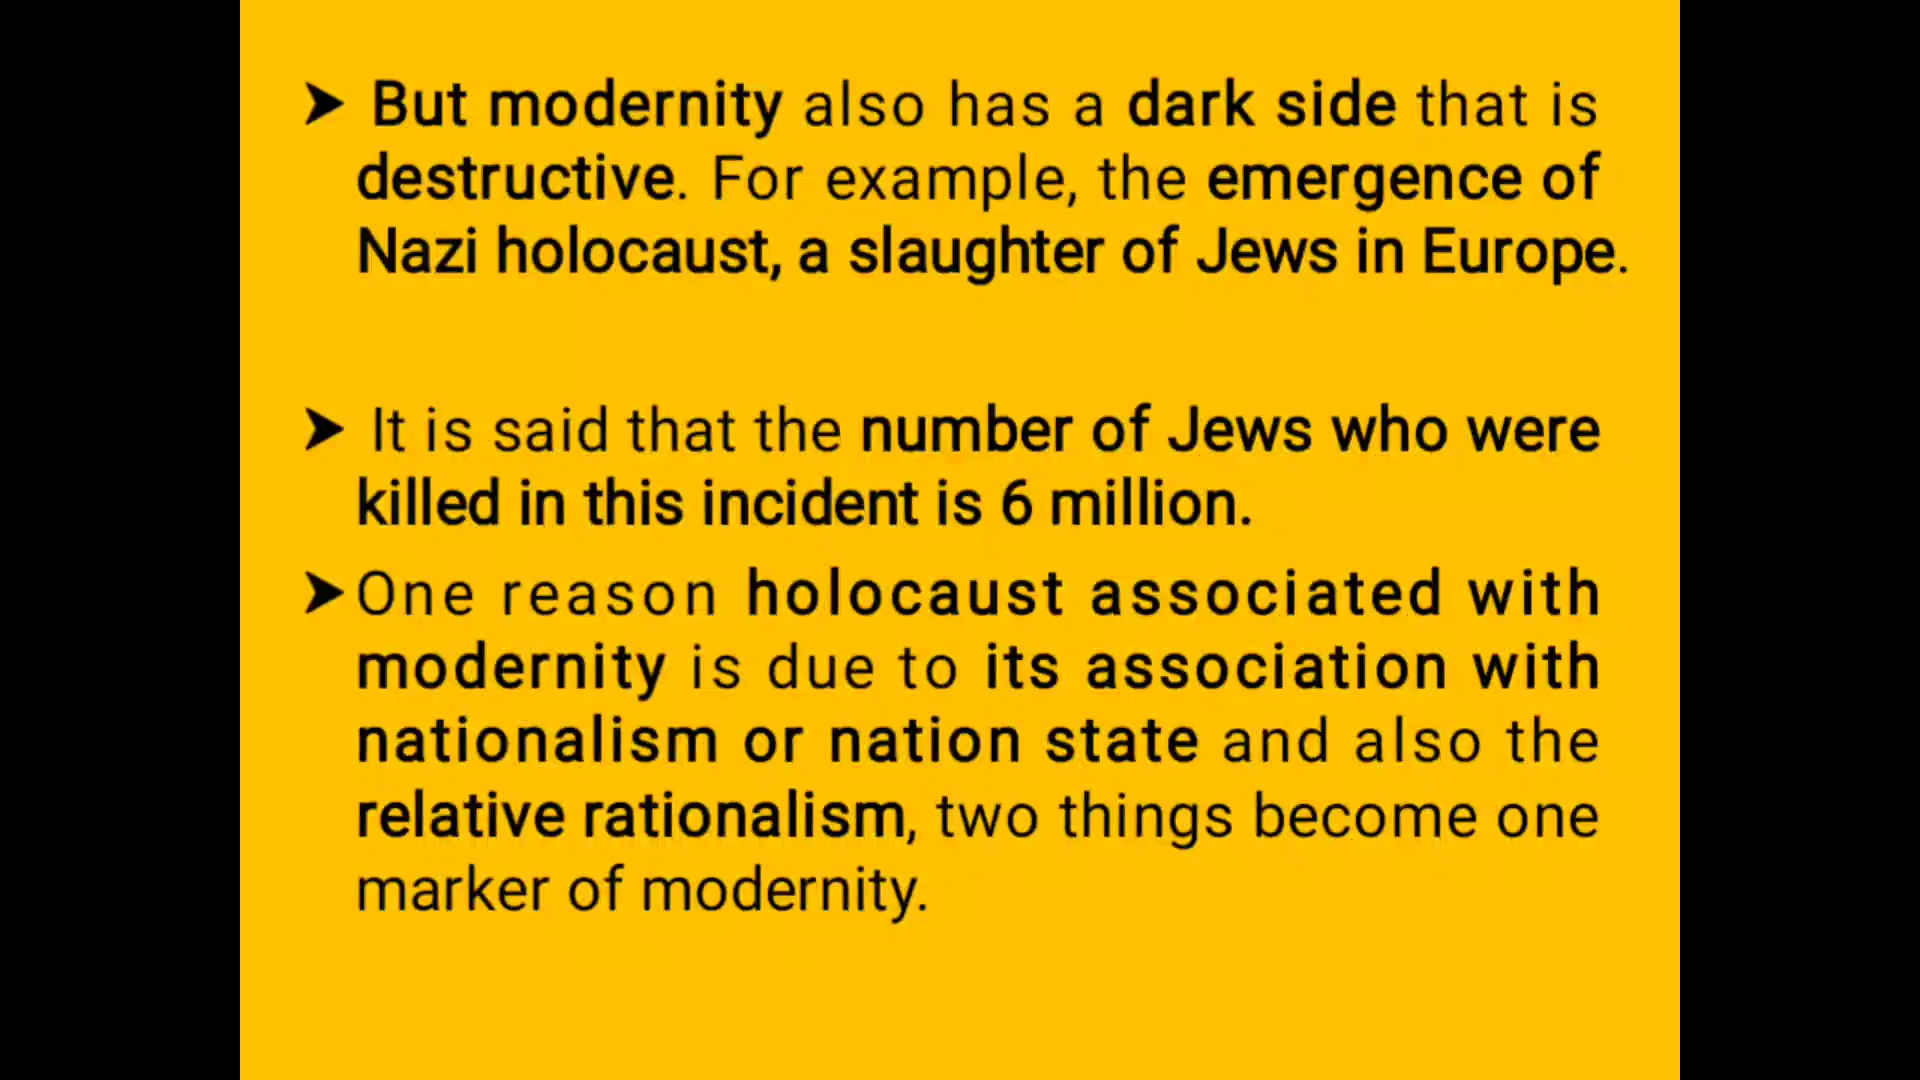 ➤ But modernity also has a dark side that is
destructive. For example, the emergence of
Nazi holocaust, a slaughter of Jews in Europe.
➤ It is said that the number of Jews who were
killed in this incident is 6 million.
➤One reason holocaust associated with
modernity is due to its association with
nationalism or nation state and also the
relative rationalism, two things become one
marker of modernity.